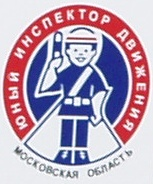 ЮНЫЙ ИНСПЕКТОР ДВИЖЕНИЯ
МОСКОВСКАЯ ОБЛАСТЬ